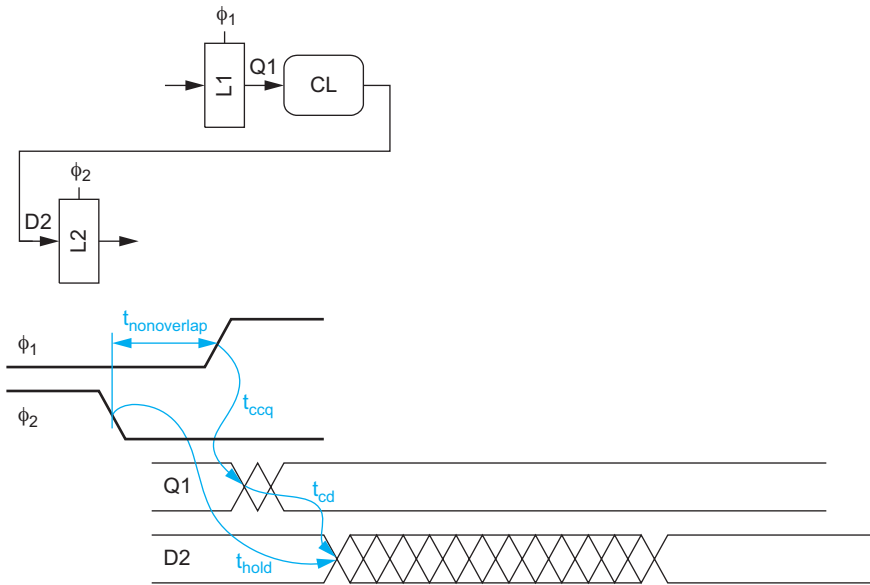 ϕ1
L1
Q1
CL
ϕ2
D2
L2
tnonoverlap
ϕ1
tccq
ϕ2
Q1
tcd
D2
thold